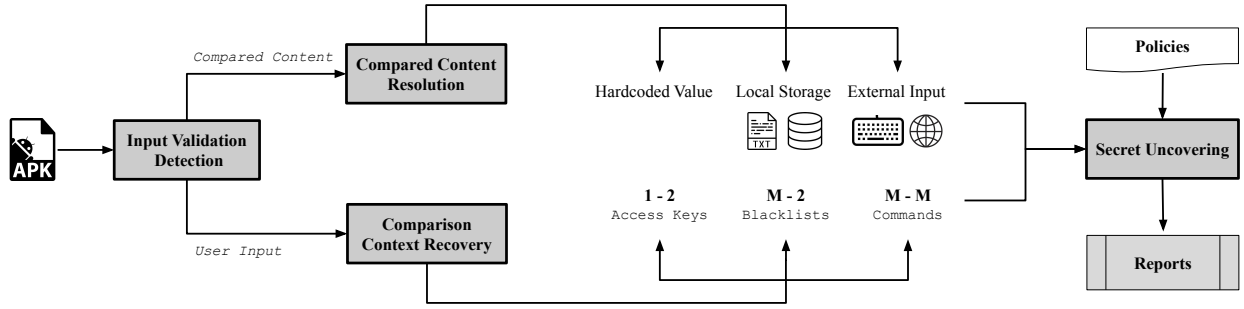 APK
Input Validation
Detection
Compared Content
User Input
Compared Content
Resolution
Comparison
Context Recovery
Hardcoded Value
Local Storage
External Input
TXT
1 - 2
Access Keys
M - 2
Blacklists
M - M
Commands
Policies
Secret Uncovering
Reports